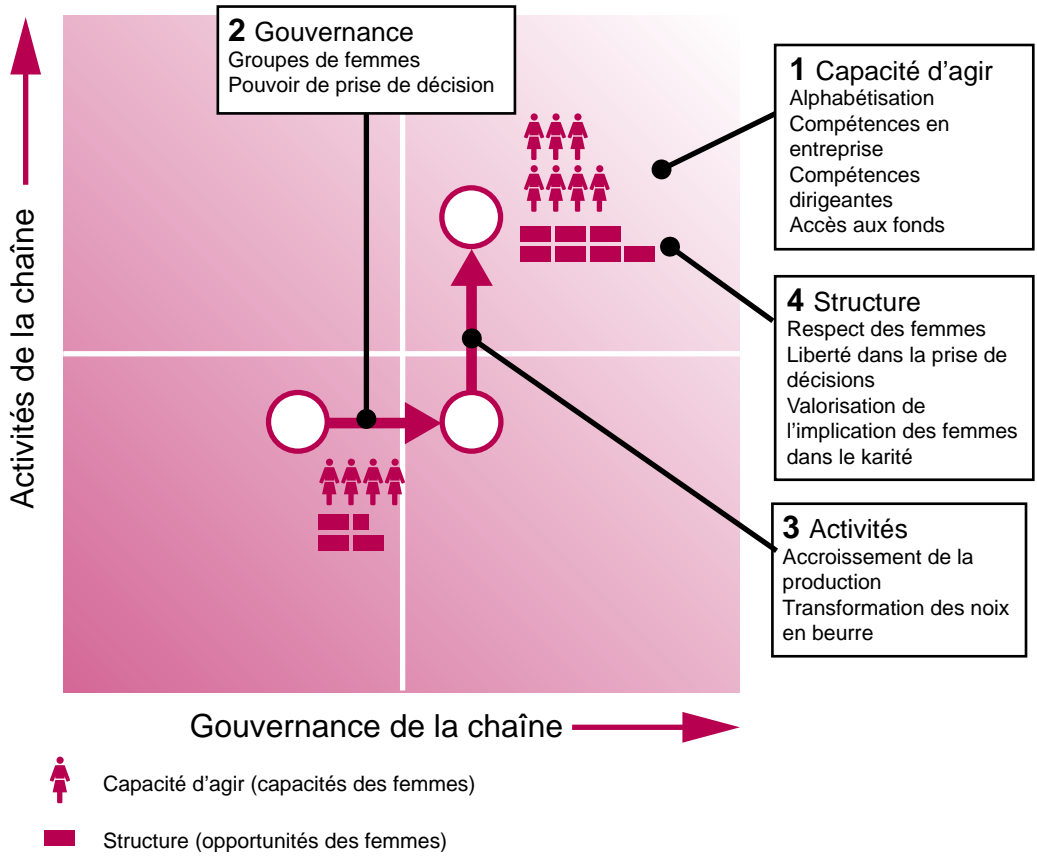 2 Gouvernance
Groupes de femmes
Pouvoir de prise de décision
1 Capacité d'agir
Alphabétisation
Compétences en
entreprise
Compétences
dirigeantes
Accès aux fonds
4 Structure
Respect des femmes
Liberté dans la prise de
décisions
Valorisation de
l'implication des femmes
dans le karité
3 Activités
Accroissement de la
production
Transformation des noix
en beurre
Activités de la chaîne
Gouvernance de la chaîne
Capacité d'agir (capacités des femmes)
Structure (opportunités des femmes)